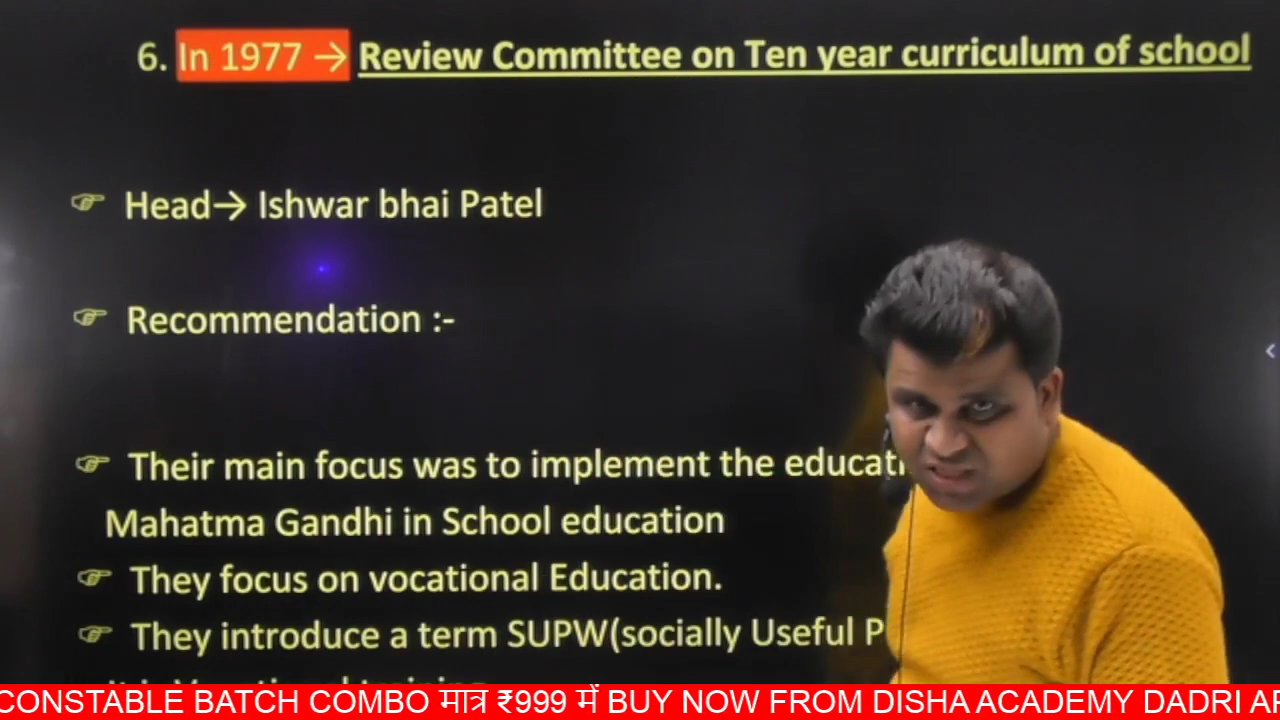 6. In 1977 → Review Committee on Ten year curriculum of school
☞ Head→ Ishwar bhai Patel
☞ Recommendation :-
☞ Their main focus was to implement the educat
Mahatma Gandhi in School education
☞ They focus on vocational Education.
☞ They introduce a term SUPW(socially Useful P
CONSTABLE BATCH COMBO मात्र ₹999 में BUY NOW FROM DISHA ACADEMY DADRI AP